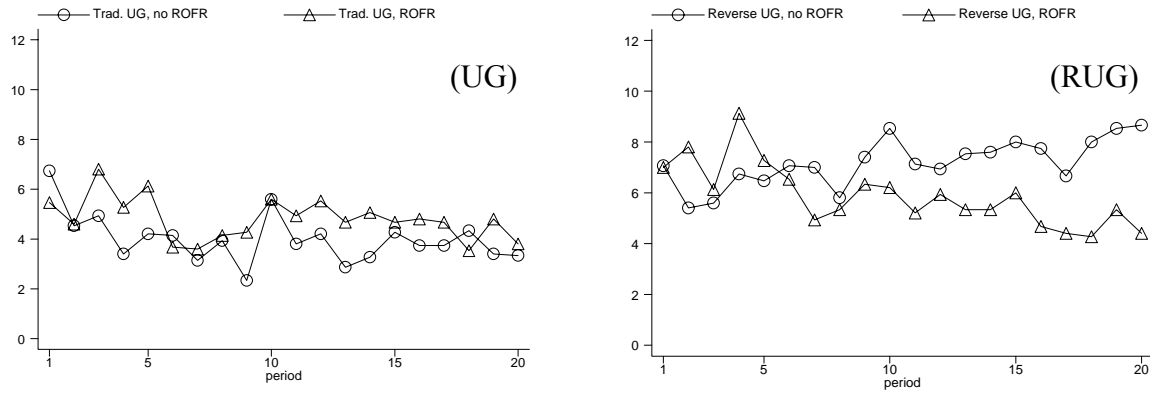 Trad. UG, no ROFR Trad. UG, ROFR
12
(UG)
10
8
6
4
2
0
1 5 10 15 20
period
Reverse UG, no ROFR Reverse UG, ROFR
12
(RUG)
10
8
6
4
2
0
1 5 10 15 20
period